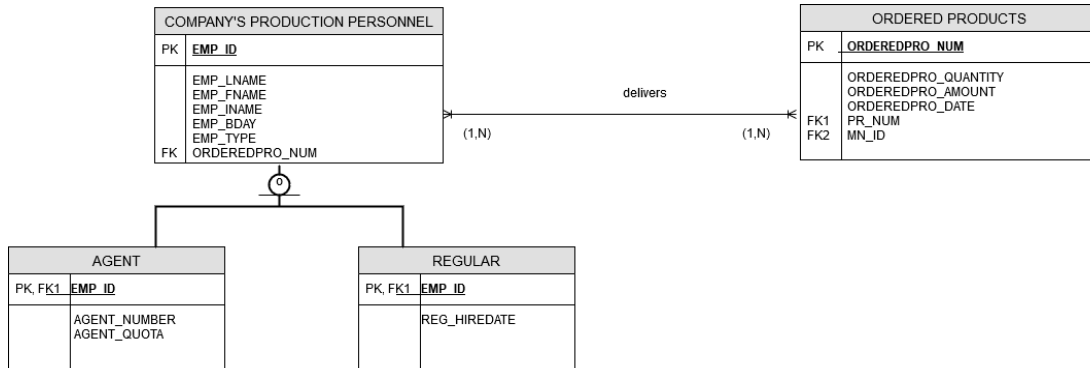 COMPANY'S PRODUCTION PERSONNEL
PK EMP_ID
EMP_LNAME
EMP_FNAME
EMP_INAME
EMP_BDAY
EMP_TYPE
FK ORDEREDPRO_NUM
delivers
(1,N) (1,N)
ORDERED PRODUCTS
PK ORDEREDPRO_NUM
ORDEREDPRO_QUANTITY
ORDEREDPRO_AMOUNT
ORDEREDPRO_DATE
FK1 PR_NUM
FK2 MN_ID
O
AGENT
PK, FK1 EMP_ID
AGENT_NUMBER
AGENT_QUOTA
REGULAR
PK, FK1 EMP_ID
REG_HIREDATE